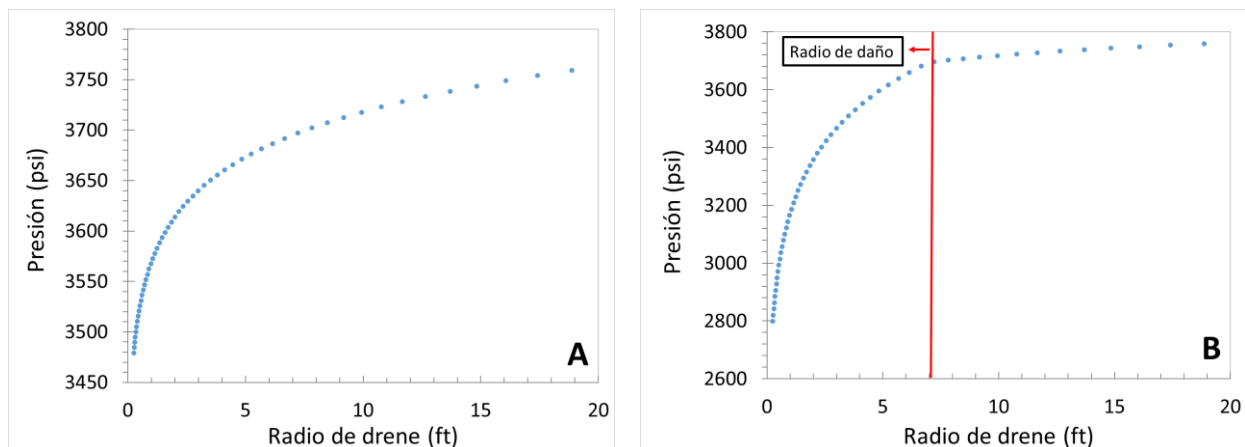 3800
3750
3700
3650
3600
3550
3500
3450
Presión (psi)
0 5 10 15 20
Radio de drene (ft)
A
3800
3600
3400
3200
3000
2800
2600
Presión (psi)
Radio de daño
0 5 10 15 20
Radio de drene (ft)
B